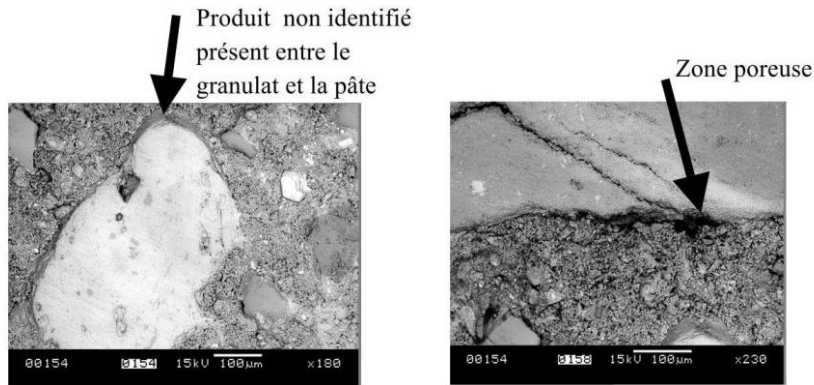 Produit non identifié
présent entre le
granulat et la pâte
Zone poreuse
00154 0154 15kV 100µm x180
00154 0158 15kV 100µm x230